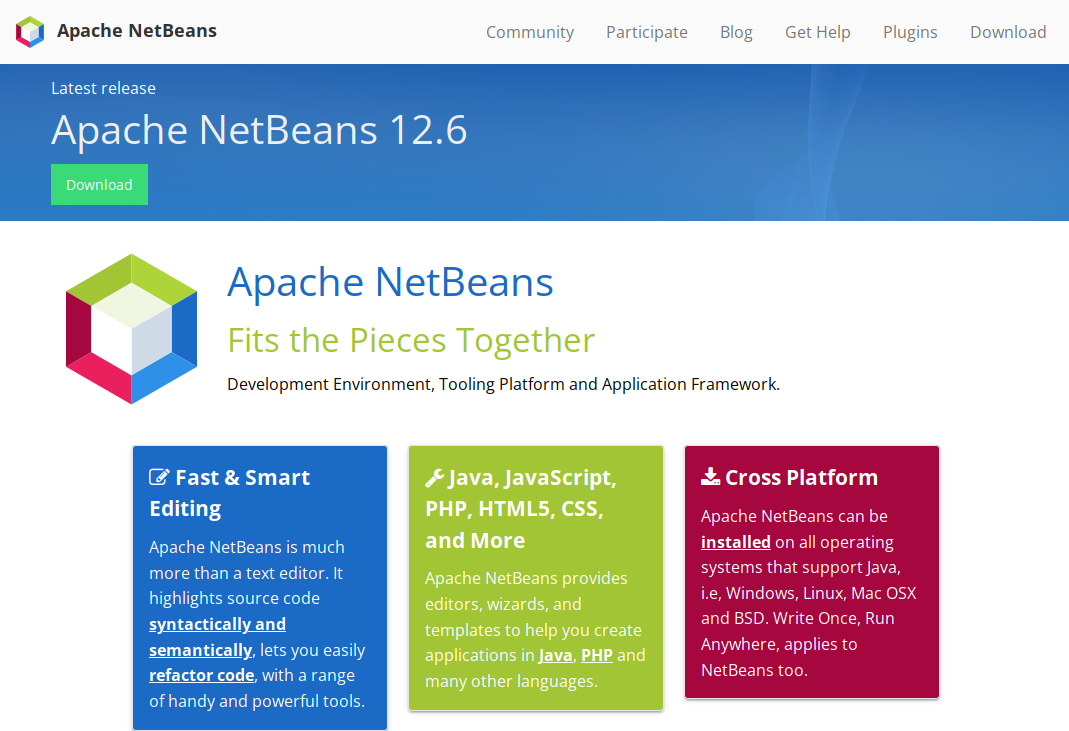 Apache NetBeans
Community Participate Blog Get Help Plugins Download
Latest release
Apache NetBeans 12.6
Download
Apache NetBeans
Fits the Pieces Together
Development Environment, Tooling Platform and Application Framework.
Fast & Smart
Editing
Apache NetBeans is much
more than a text editor. It
highlights source code
syntactically and
semantically, lets you easily
refactor code, with a range
of handy and powerful tools.
Java, JavaScript,
PHP, HTML5, CSS,
and More
Apache NetBeans provides
editors, wizards, and
templates to help you create
applications in Java, PHP and
many other languages.
Cross Platform
Apache NetBeans can be
installed on all operating
systems that support Java,
i.e, Windows, Linux, Mac OSX
and BSD. Write Once, Run
Anywhere, applies to
NetBeans too.